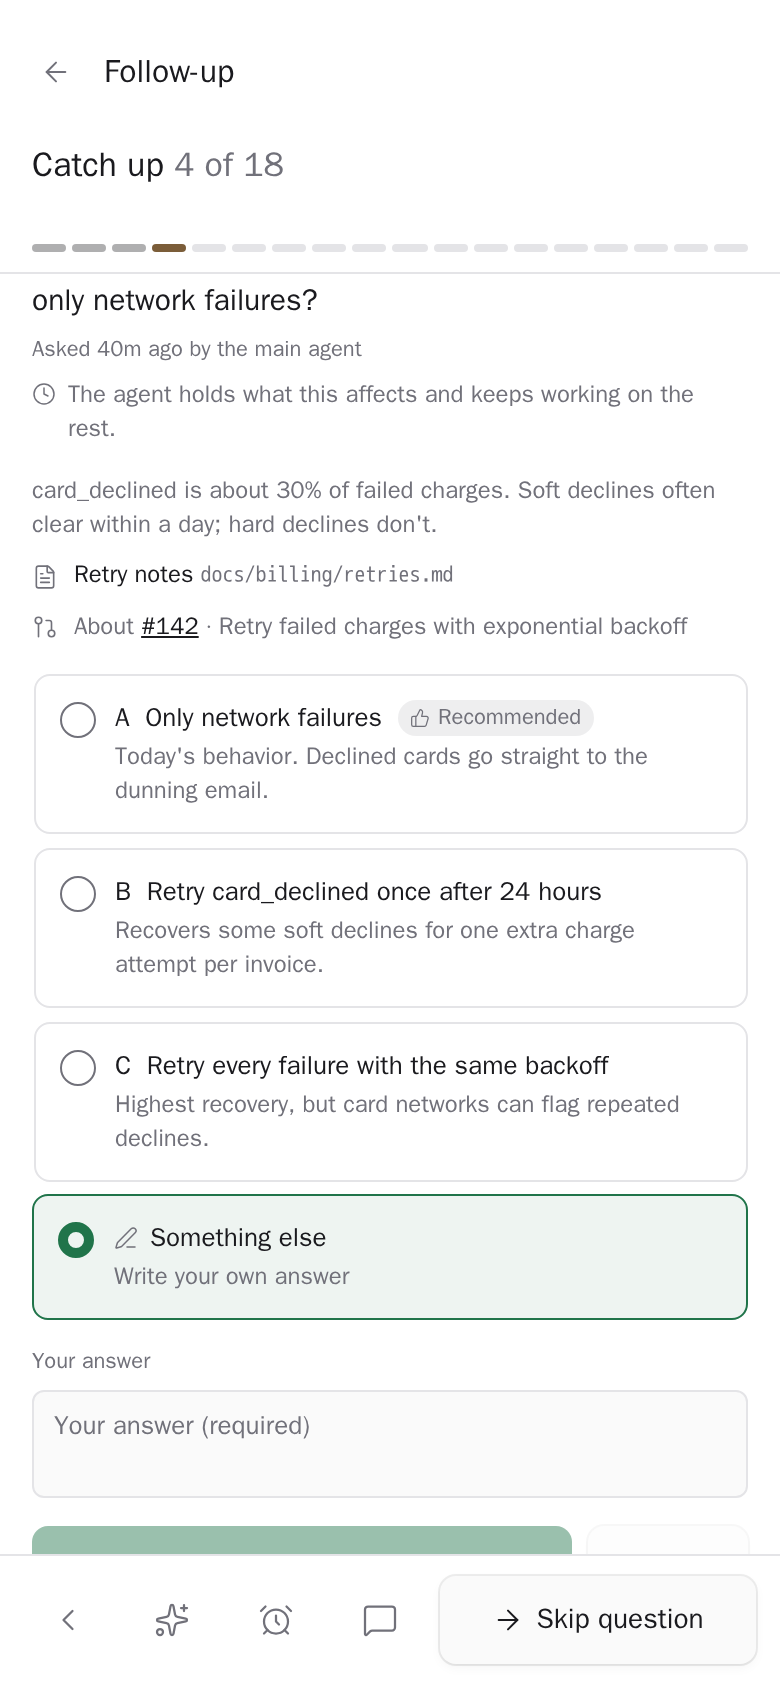 Follow-up
Catch up 4 of 18
only network failures?
Asked 40m ago by the main agent
The agent holds what this affects and keeps working on the
rest.
card_declined is about 30% of failed charges. Soft declines often
clear within a day; hard declines don't.
Retry notes docs/billing/retries.md
About #142 · Retry failed charges with exponential backoff
A Only network failures Recommended
Today's behavior. Declined cards go straight to the
dunning email.
B Retry card_declined once after 24 hours
Recovers some soft declines for one extra charge
attempt per invoice.
C Retry every failure with the same backoff
Highest recovery, but card networks can flag repeated
declines.
Something else
Write your own answer
Your answer
Your answer (required)
Skip question